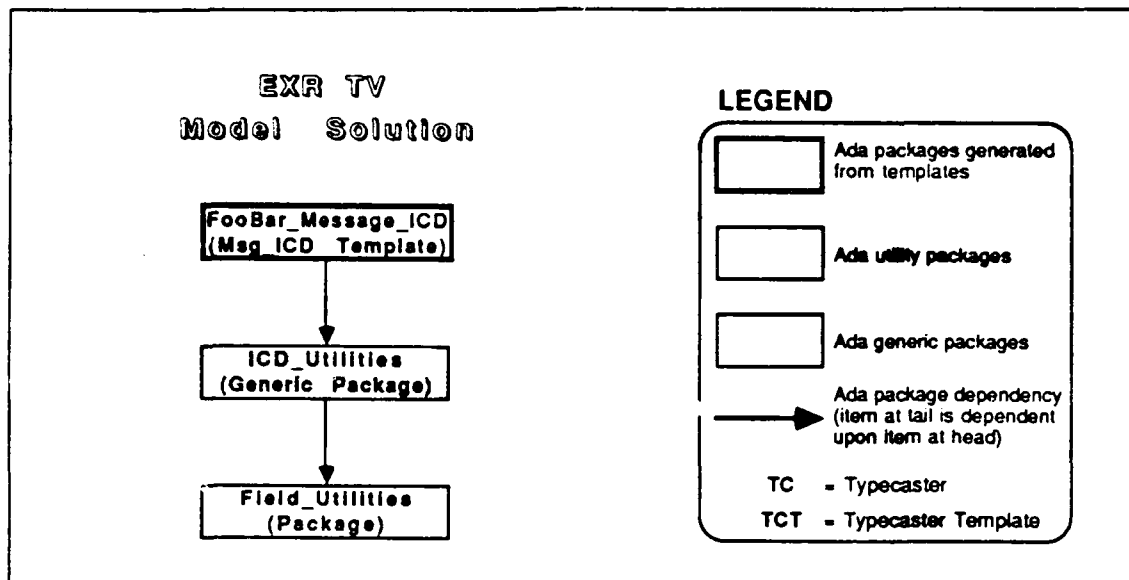 EXR TV
Model Solution
FooBar_Message_ICD
(Msg_ICD Template)
ICD_Utilities
(Generic Package)
Field_Utilities
(Package)
LEGEND
Ada packages generated
from templates
Ada utility packages
Ada generic packages
Ada package dependency
(item at tail is dependent
upon item at head)
TC = Typecaster
TCT = Typecaster Template